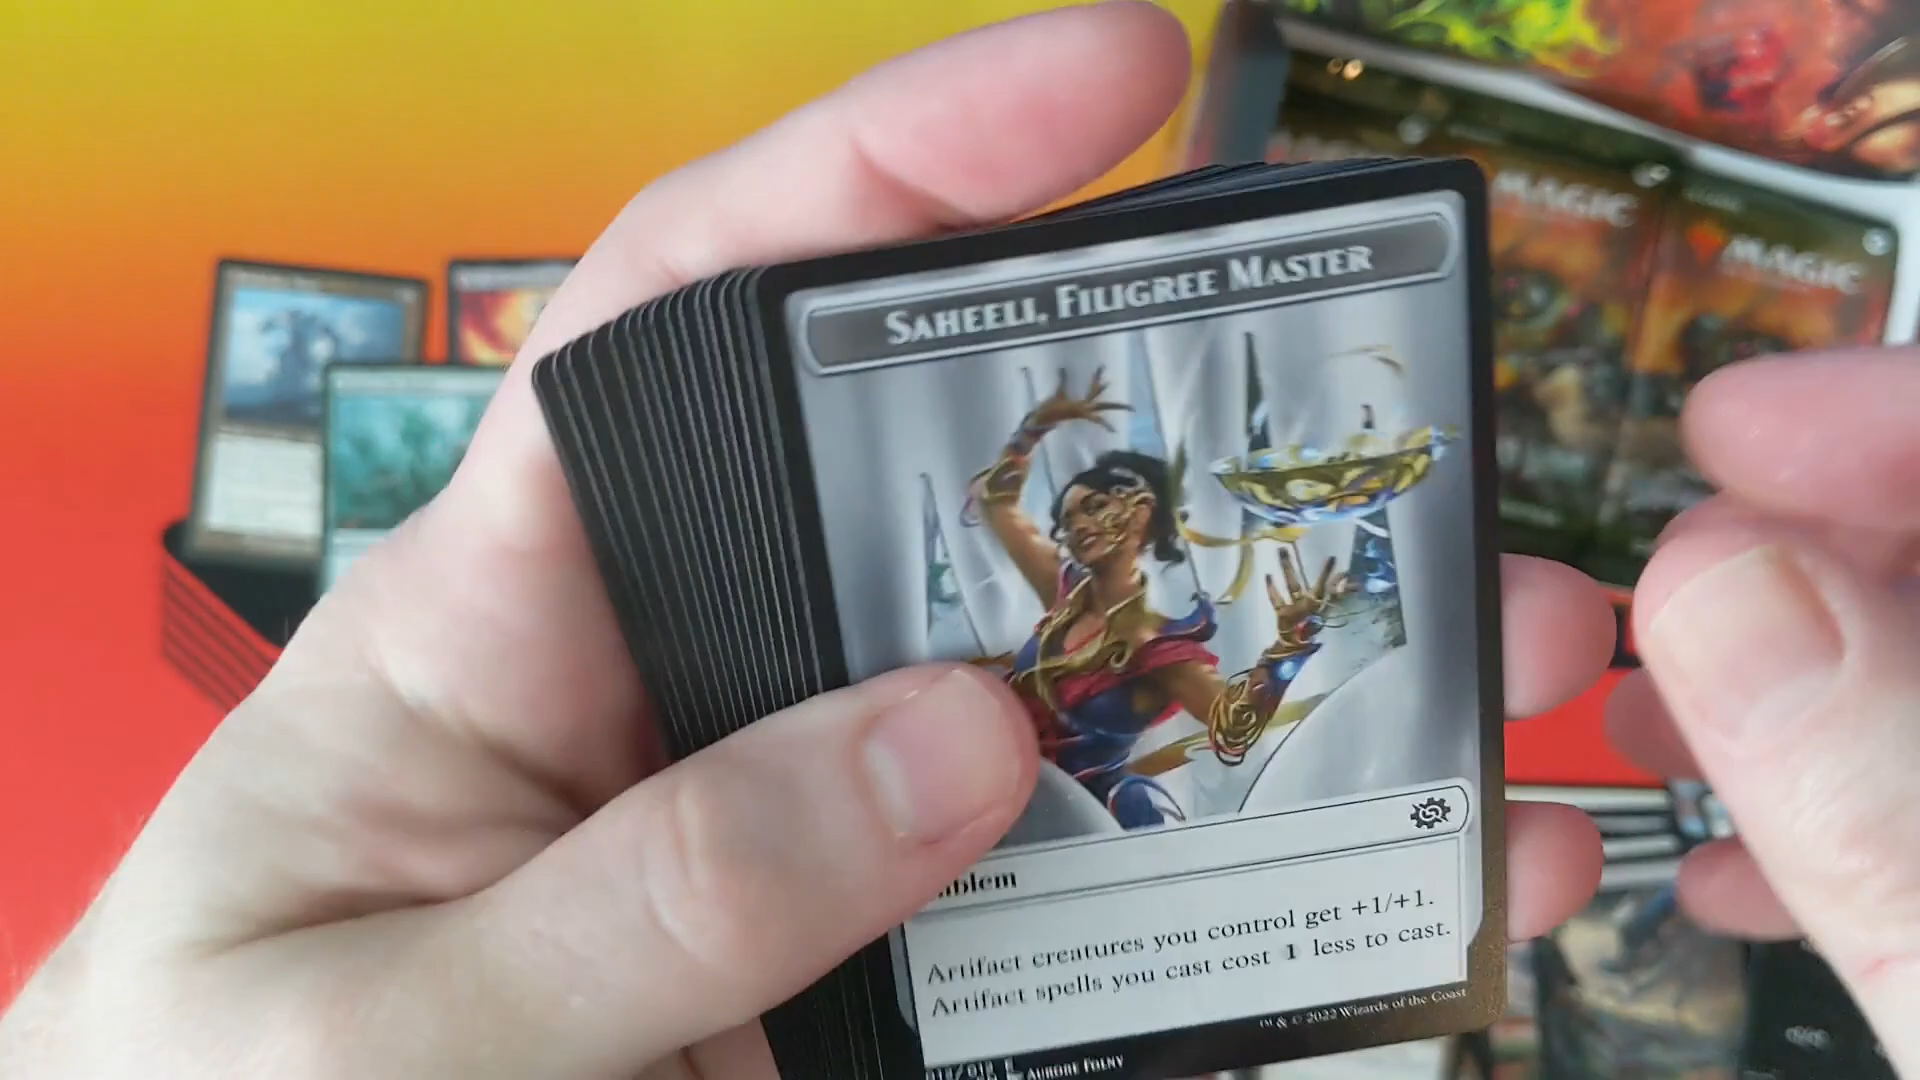 SAHEELI, FILIGREE MASTER
MAGIC
MAGIC
Artifact creatures you control get +1/+1.
Artifact spells you cast cost 1 less to cast.
™ & © 2022 Wizards of the Coast
AURORE FOLNY